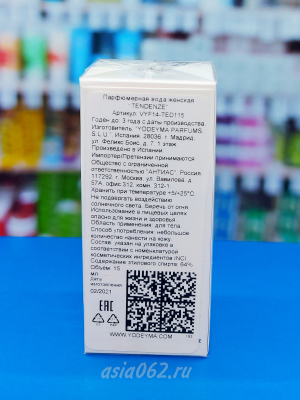 Парфюмерная вода женская
"TENDENZE"
Артикул: VYF14-TED115
Годен до: 3 года с даты производства
Изготовитель: "YODEYMA PARFUMS,
S.L.U.". Испания, 28036, г. Мадрид,
ул. Феликс Боис, д. 7, 1 этаж.
Произведено в Испании
Импортер/Претензии принимаются
Общество с ограниченной
ответственностью "АНТИАС". Россия,
117292, г. Москва, ул. Вавилова, д.
57А, офис 312, комн. 312-1
Хранить при температуре +5/+25°C.
Не подвергать воздействию
солнечного света. Беречь от огня
Использование в пищевых целях
опасно для жизни и здоровья
Область применения: духи.
Способ употребления: небольшое
количество нанести на кожу.
Состав: указан на упаковке в
соответствии с номенклатурой
косметических ингредиентов INCI
Содержание этилового спирта: 64%.
Объем: 15
мл
Дата
изготовления
02/2021
EAC
WWW.YODEYMA.COM
asia062.ru